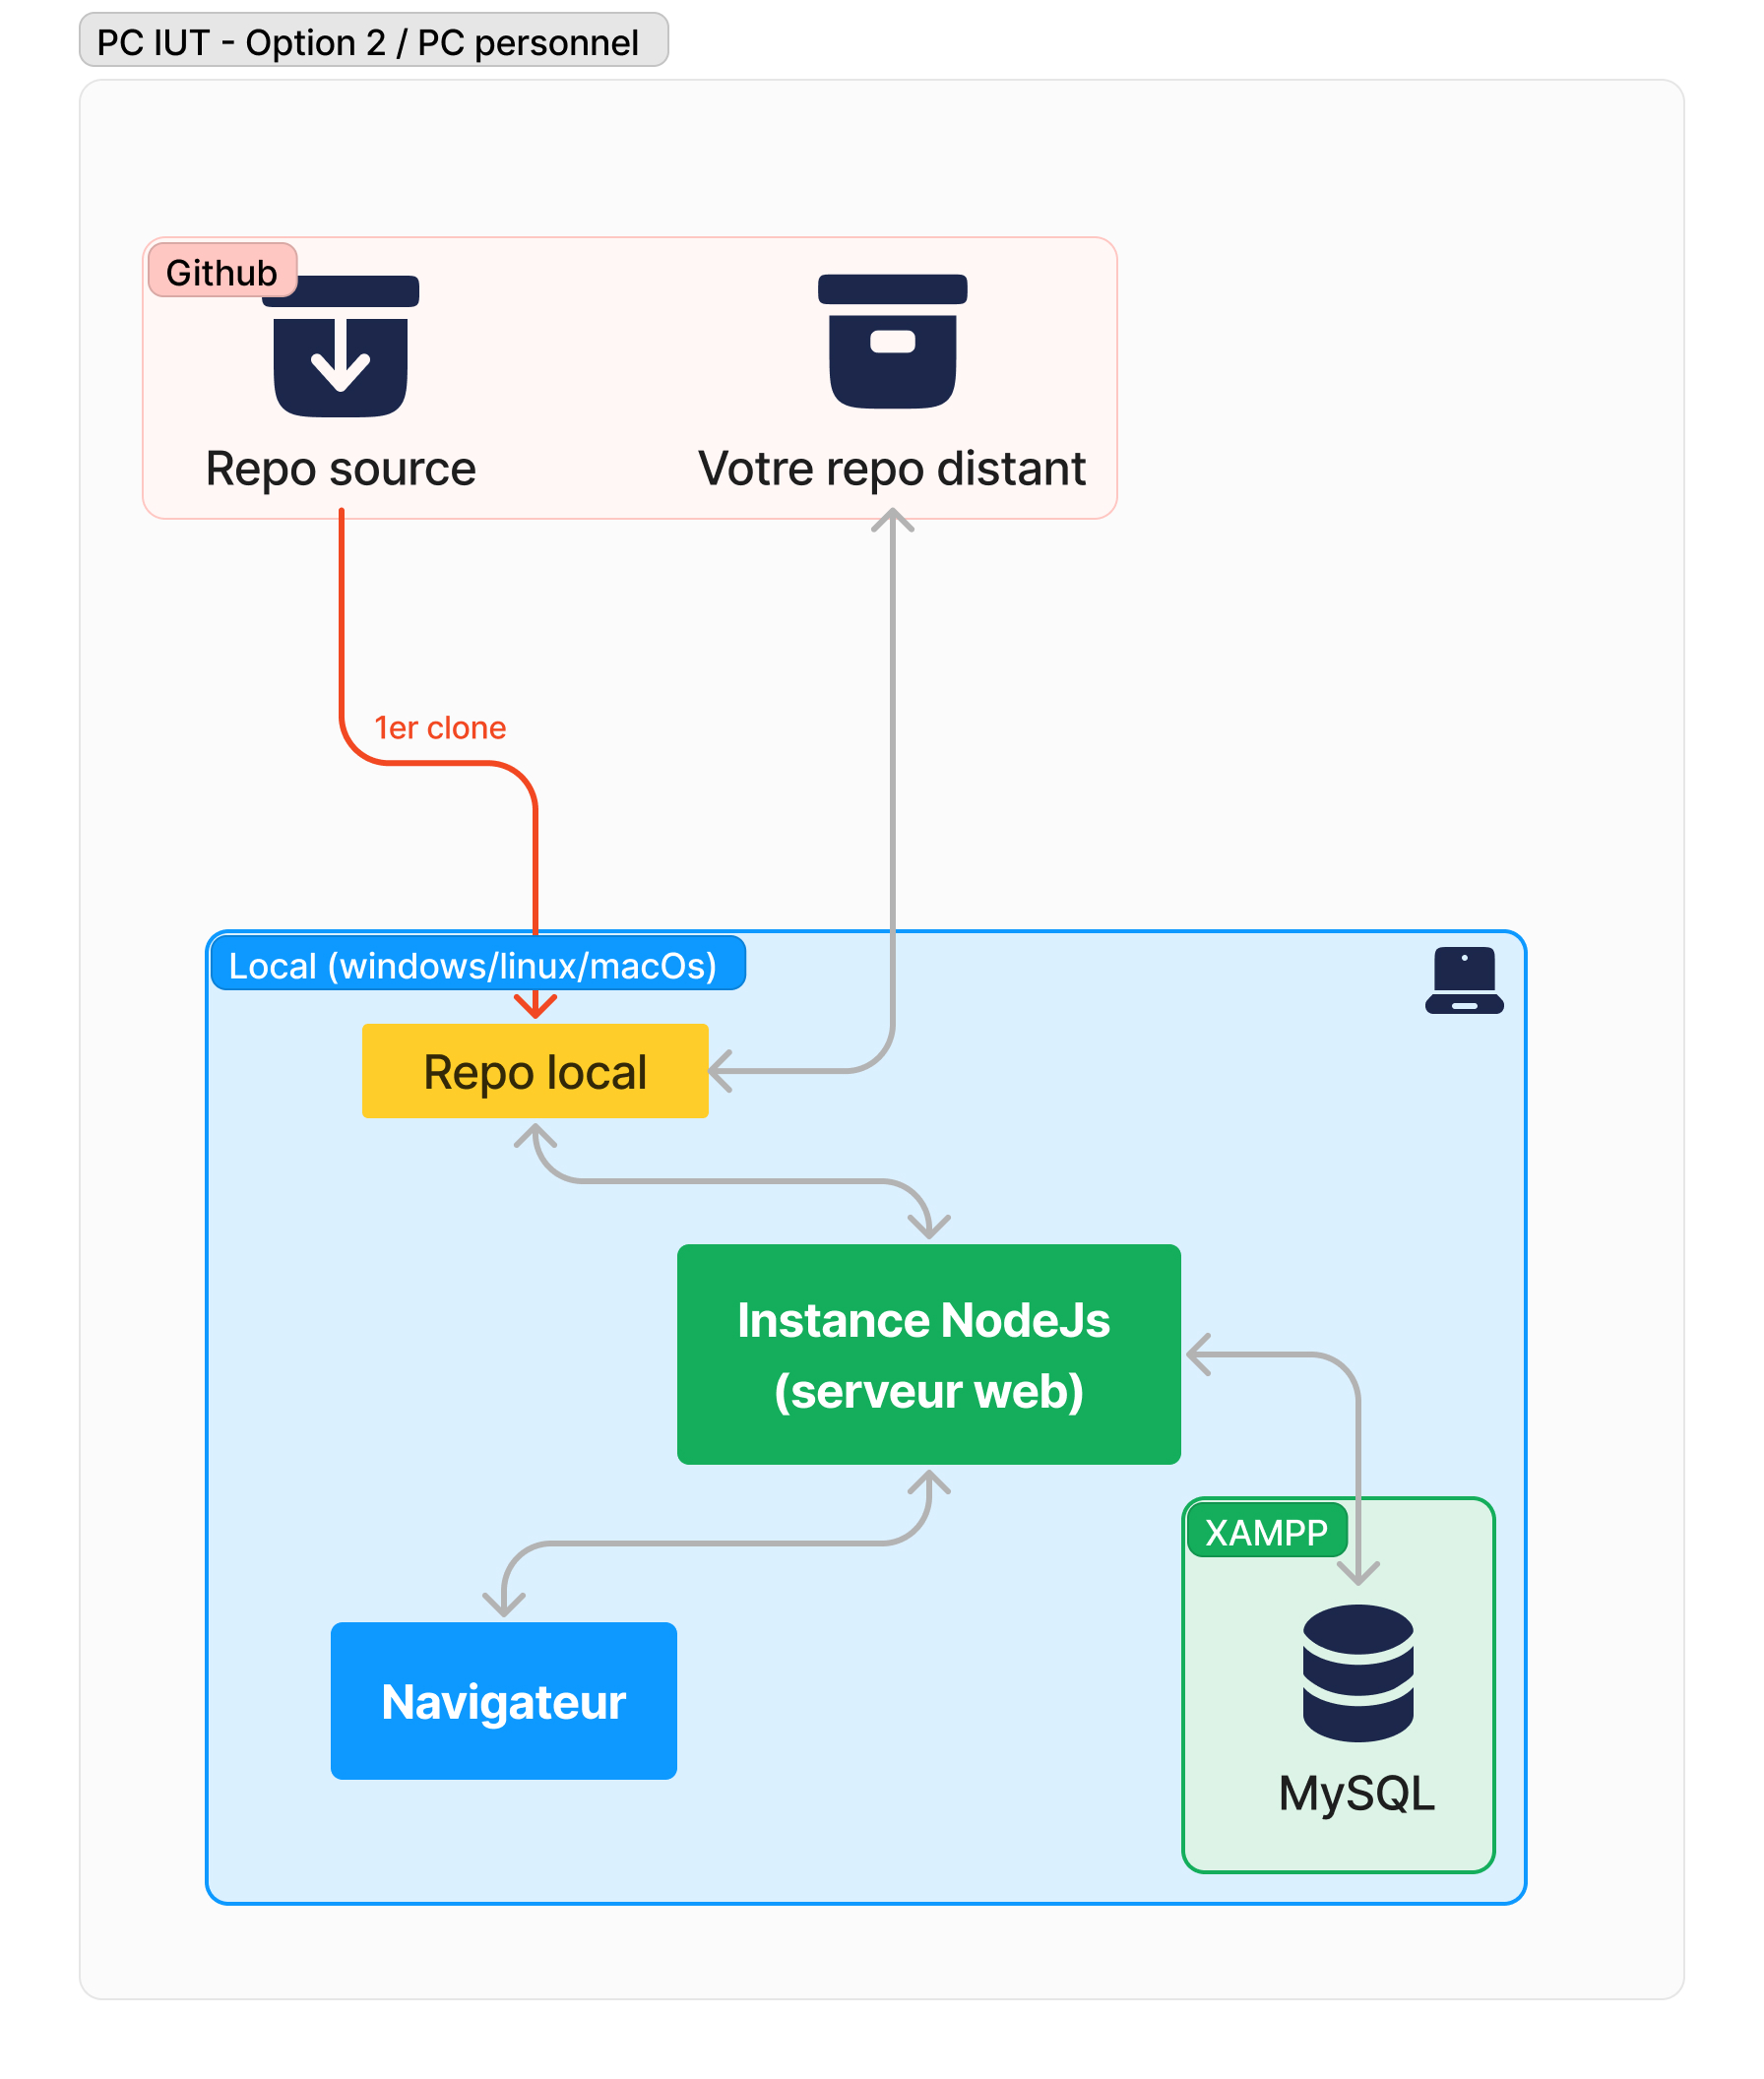 PC IUT - Option 2 / PC personnel
Github
Repo source
Votre repo distant
1er clone
Local (windows/linux/macOs)
Repo local
Instance NodeJs
(serveur web)
XAMPP
Navigateur
MySQL